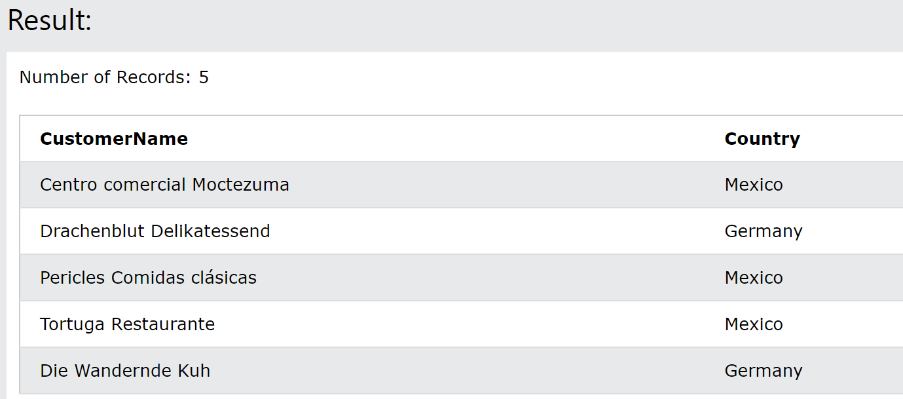 Result:
Number of Records: 5
CustomerName Country
Centro comercial Moctezuma Mexico
Drachenblut Delikatessend Germany
Pericles Comidas clásicas Mexico
Tortuga Restaurante Mexico
Die Wandernde Kuh Germany